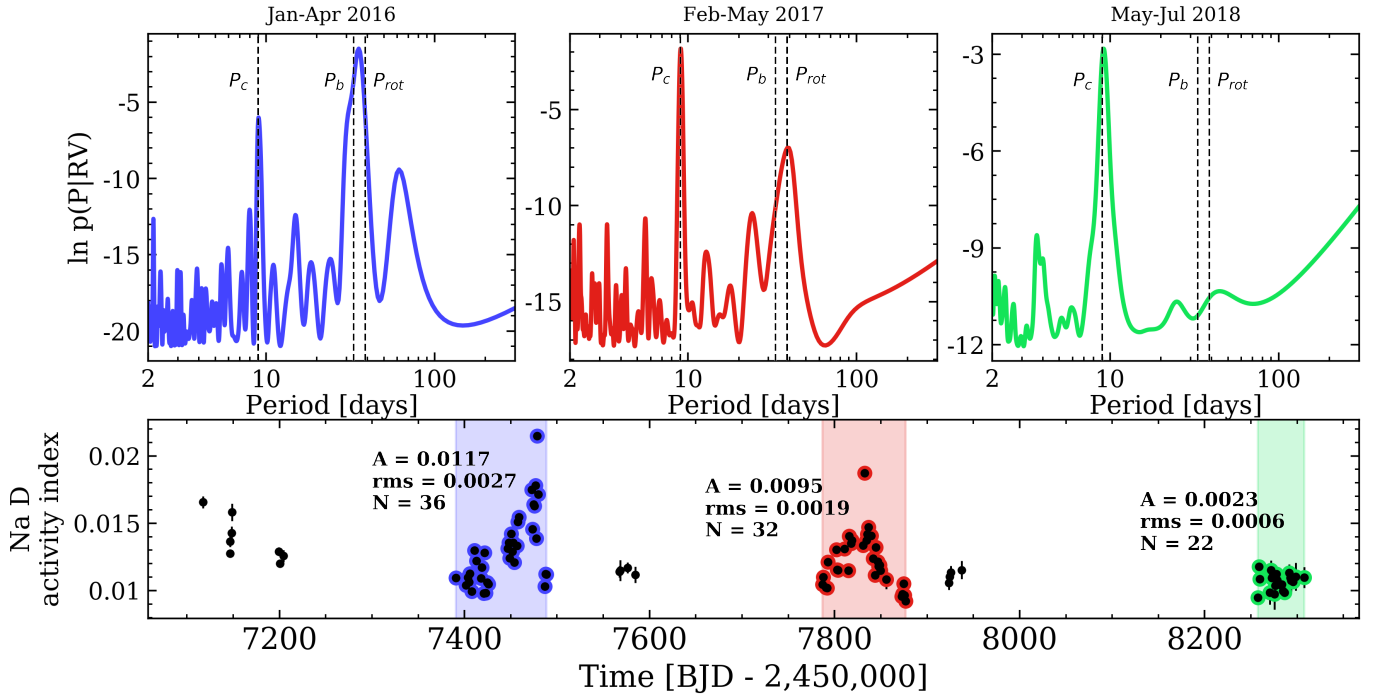 Jan-Apr 2016
Feb-May 2017
May-Jul 2018
ln p(P|RV)
-5
-10
-15
-20
P_c
P_b
P_rot
2
10
100
Period [days]
-5
-10
-15
P_c
P_b
P_rot
2
10
100
Period [days]
-3
-6
-9
-12
P_c
P_b
P_rot
2
10
100
Period [days]
Na D
activity index
0.02
0.015
0.01
A = 0.0117
rms = 0.0027
N = 36
A = 0.0095
rms = 0.0019
N = 32
A = 0.0023
rms = 0.0006
N = 22
7200
7400
7600
7800
8000
8200
Time [BJD - 2,450,000]